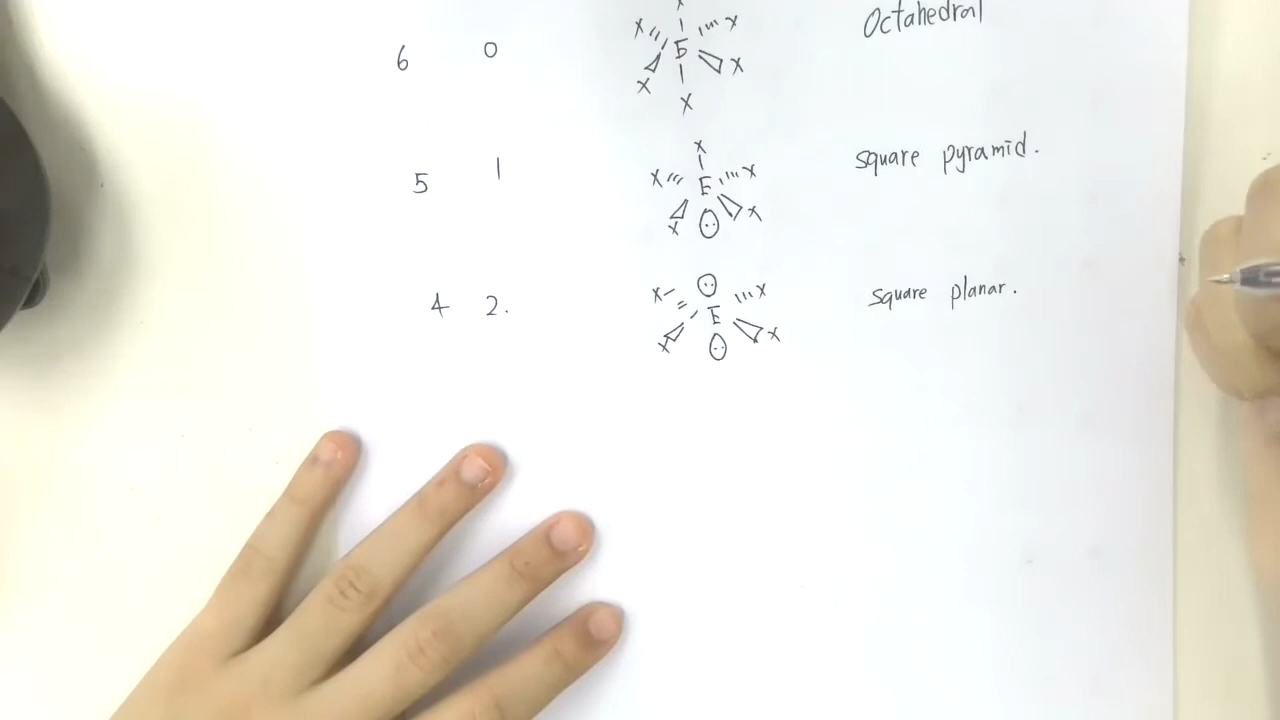 6 0 Octahedral
X
X X
E
X X
X
5 1 square pyramid.
X
X X
E
X X
4 2. square planar.
X X
E
X X